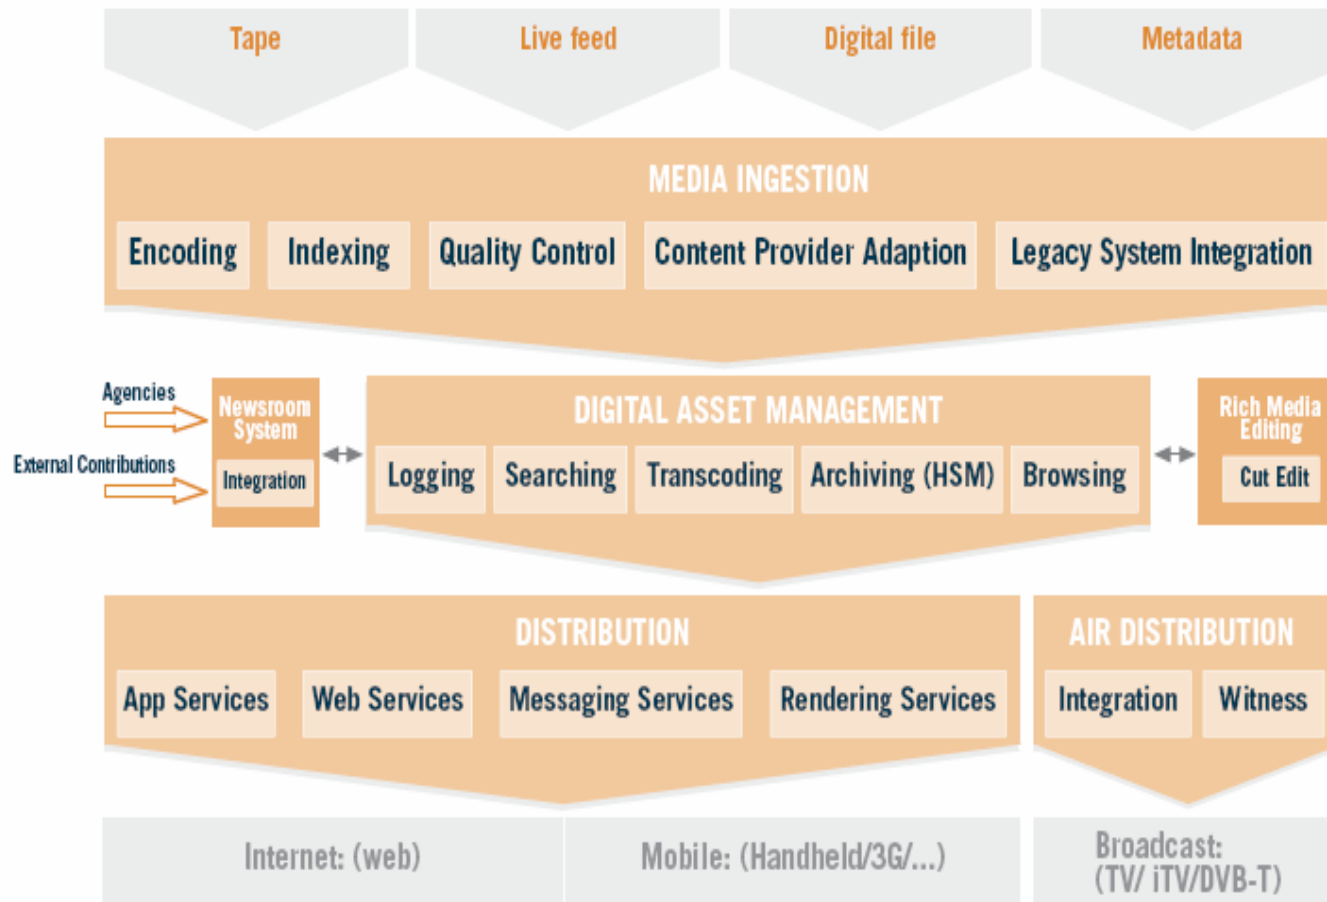 Tape
Live feed
Digital file
Metadata
MEDIA INGESTION
Encoding
Indexing
Quality Control
Content Provider Adaption
Legacy System Integration
Agencies
External Contributions
Newsroom
System
Integration
DIGITAL ASSET MANAGEMENT
Logging
Searching
Transcoding
Archiving (HSM)
Browsing
Rich Media
Editing
Cut Edit
DISTRIBUTION
App Services
Web Services
Messaging Services
Rendering Services
AIR DISTRIBUTION
Integration
Witness
Internet: (web)
Mobile: (Handheld/3G/...)
Broadcast:
(TV/ iTV/DVB-T)